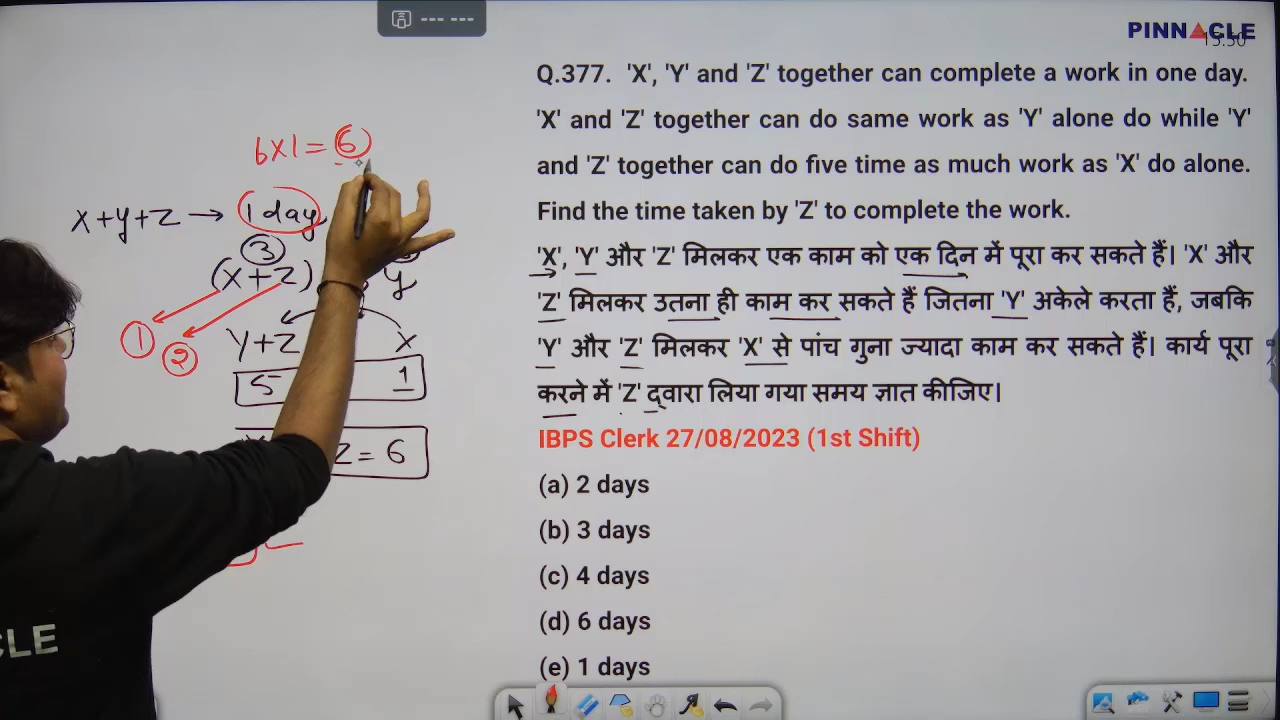 PINNACLE
15:50
Q.377. 'X', 'Y' and 'Z' together can complete a work in one day.
'X' and 'Z' together can do same work as 'Y' alone do while 'Y'
and 'Z' together can do five time as much work as 'X' do alone.
Find the time taken by 'Z' to complete the work.
'X', 'Y' और 'Z' मिलकर एक काम को एक दिन में पूरा कर सकते हैं। 'X' और
'Z' मिलकर उतना ही काम कर सकते हैं जितना 'Y' अकेले करता हैं, जबकि
'Y' और 'Z' मिलकर 'X' से पांच गुना ज्यादा काम कर सकते हैं। कार्य पूरा
करने में 'Z' द्वारा लिया गया समय ज्ञात कीजिए।
IBPS Clerk 27/08/2023 (1st Shift)
(a) 2 days
(b) 3 days
(c) 4 days
(d) 6 days
(e) 1 days
6x1 = 6
x+y+z → 1 day
3
(x+z) y
1 2
y+z x
5 1
z = 6
CLE